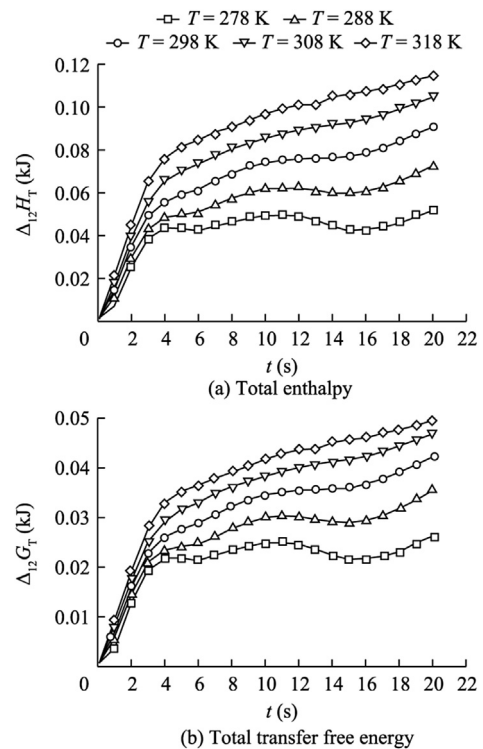 T = 278 K T = 288 K
T = 298 K T = 308 K T = 318 K
0.12
0.10
0.08
0.06
0.04
0.02
0
Δ₁₂H_T (kJ)
2 4 6 8 10 12 14 16 18 20 22
t (s)
(a) Total enthalpy
0.05
0.04
0.03
0.02
0.01
0
Δ₁₂G_T (kJ)
2 4 6 8 10 12 14 16 18 20 22
t (s)
(b) Total transfer free energy